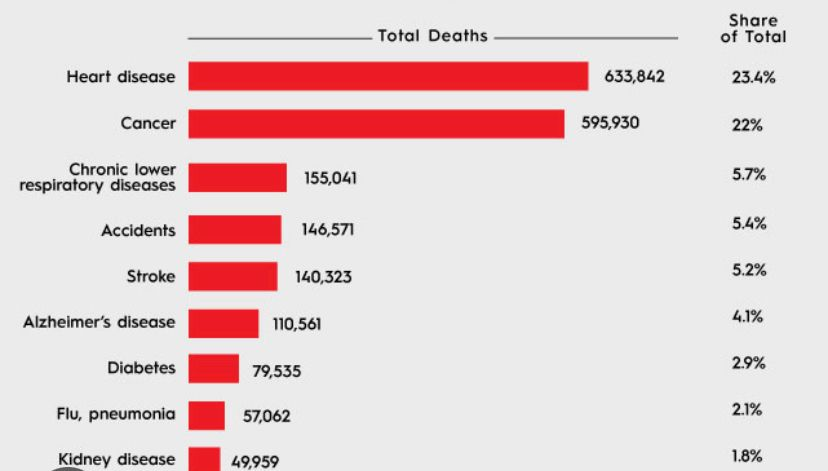 Total Deaths
Share
of Total
Heart disease 633,842 23.4%
Cancer 595,930 22%
Chronic lower
respiratory diseases 155,041 5.7%
Accidents 146,571 5.4%
Stroke 140,323 5.2%
Alzheimer's disease 110,561 4.1%
Diabetes 79,535 2.9%
Flu, pneumonia 57,062 2.1%
Kidney disease 49,959 1.8%